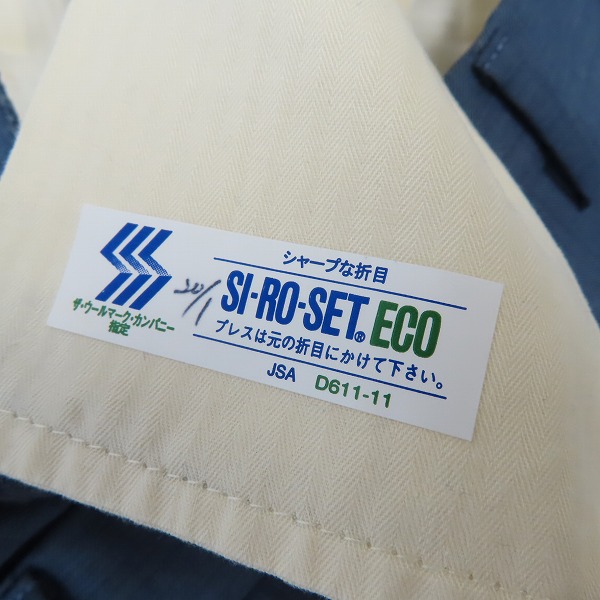 シャープな折目
SI-RO-SET® ECO
プレスは元の折目にかけて下さい。
JSA D611-11
ザ・ウールマーク・カンパニー
指定